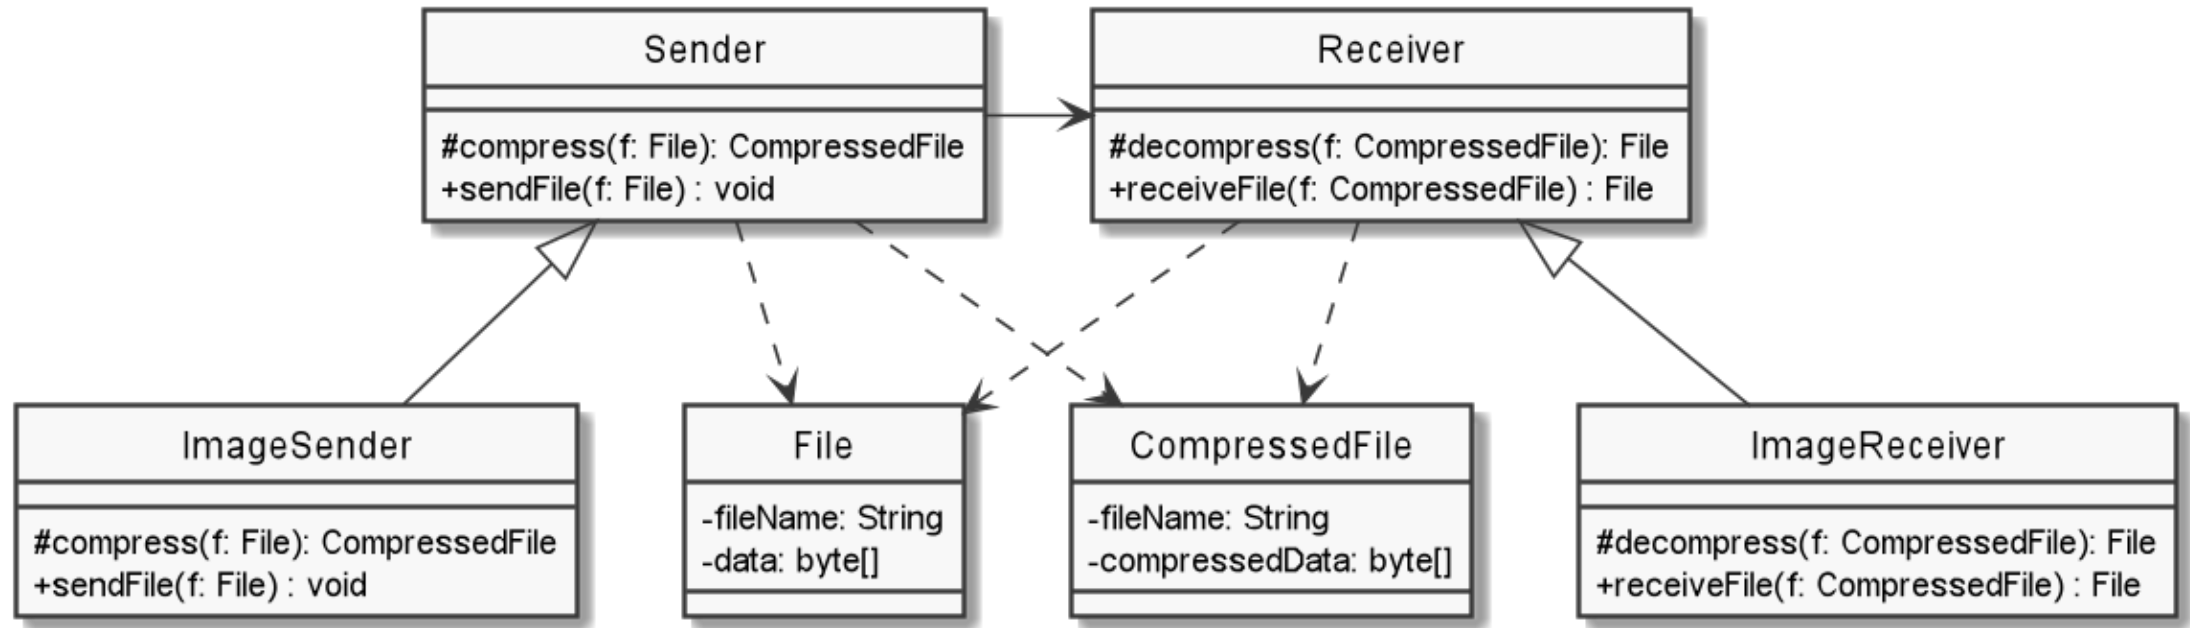 Sender
#compress(f: File): CompressedFile
+sendFile(f: File) : void
Receiver
#decompress(f: CompressedFile): File
+receiveFile(f: CompressedFile) : File
ImageSender
#compress(f: File): CompressedFile
+sendFile(f: File) : void
File
-fileName: String
-data: byte[]
CompressedFile
-fileName: String
-compressedData: byte[]
ImageReceiver
#decompress(f: CompressedFile): File
+receiveFile(f: CompressedFile) : File